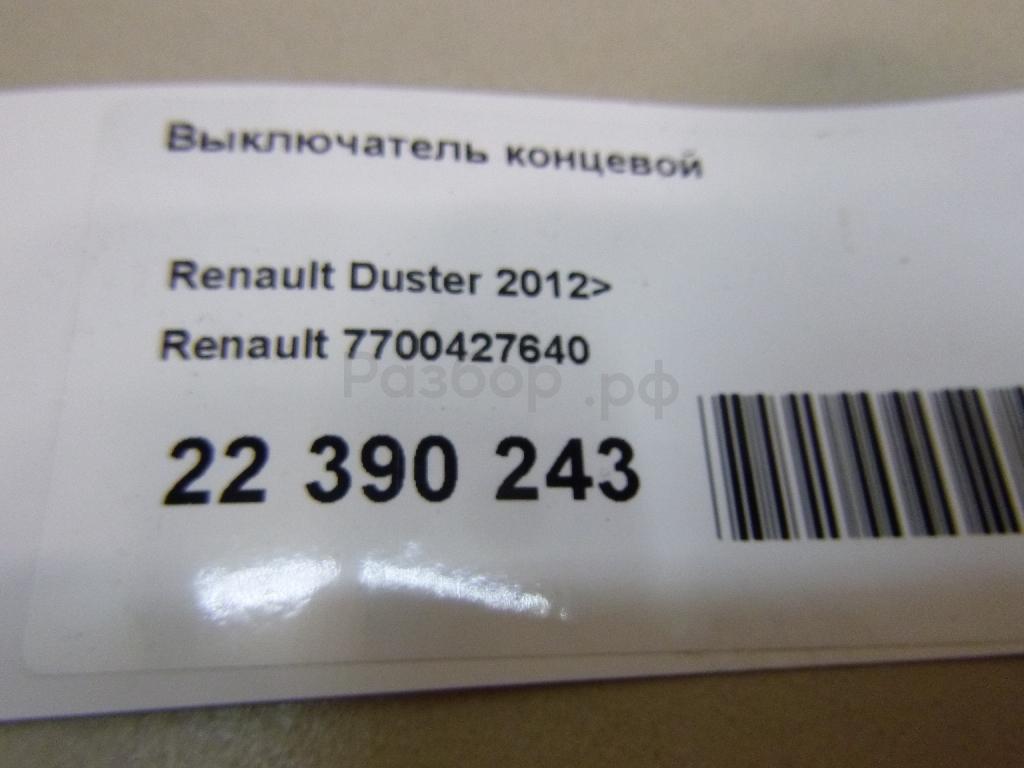 Выключатель концевой
Renault Duster 2012>
Renault 7700427640
Разбор.рф
22 390 243